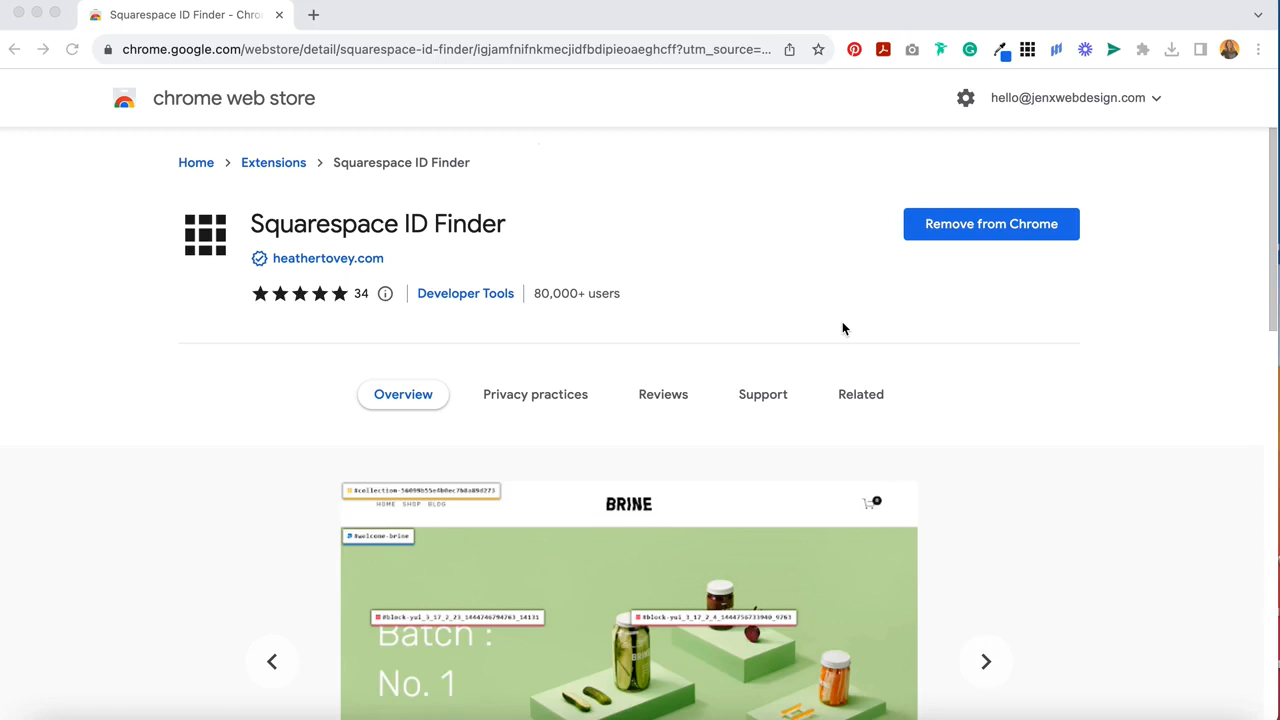 Squarespace ID Finder - Chro
chrome.google.com/webstore/detail/squarespace-id-finder/igjamfnifnkmecjidfbdipieoaeghcff?utm_source=...
chrome web store
hello@jenxwebdesign.com
Home > Extensions > Squarespace ID Finder
Squarespace ID Finder
Remove from Chrome
heathertovey.com
34
Developer Tools
80,000+ users
Overview
Privacy practices
Reviews
Support
Related
HOME SHOP BLOG
BRINE
0
#welcome-brine
Batch :
No. 1